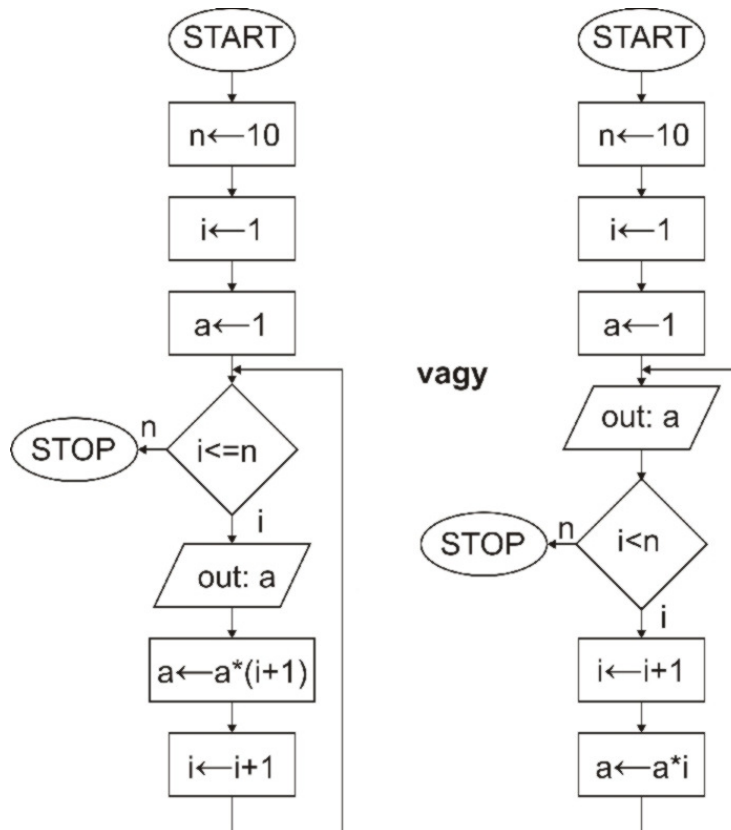 START
n←10
i←1
a←1
n
STOP
i<=n
i
out: a
a←a*(i+1)
i←i+1
vagy
START
n←10
i←1
a←1
out: a
n
STOP
i<n
i
i←i+1
a←a*i